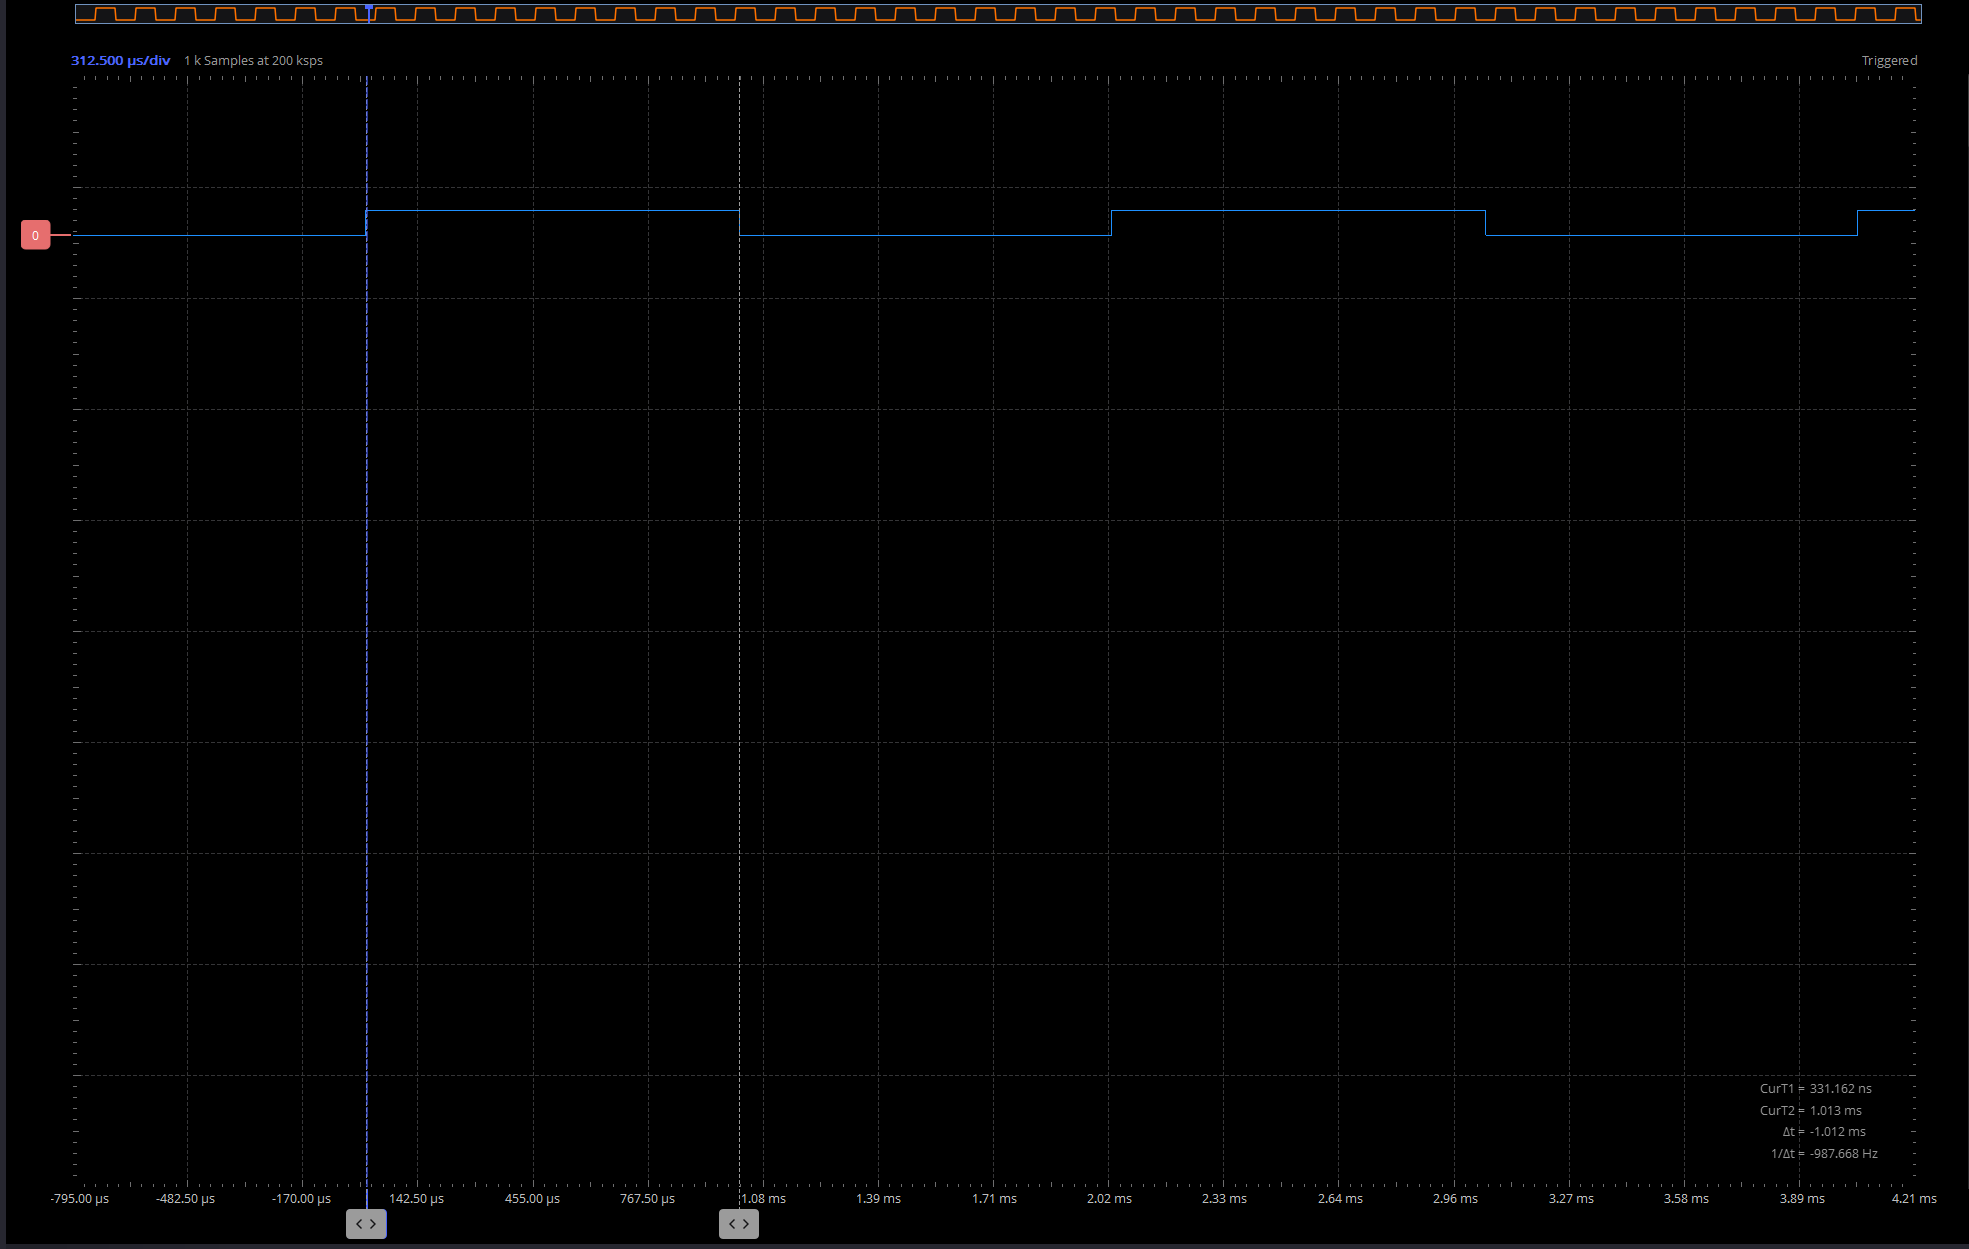 312.500 µs/div 1 k Samples at 200 ksps Triggered
0
CurT1 = 331.162 ns
CurT2 = 1.013 ms
Δt = -1.012 ms
1/Δt = -987.668 Hz
-795.00 µs -482.50 µs -170.00 µs 142.50 µs 455.00 µs 767.50 µs 1.08 ms 1.39 ms 1.71 ms 2.02 ms 2.33 ms 2.64 ms 2.96 ms 3.27 ms 3.58 ms 3.89 ms 4.21 ms